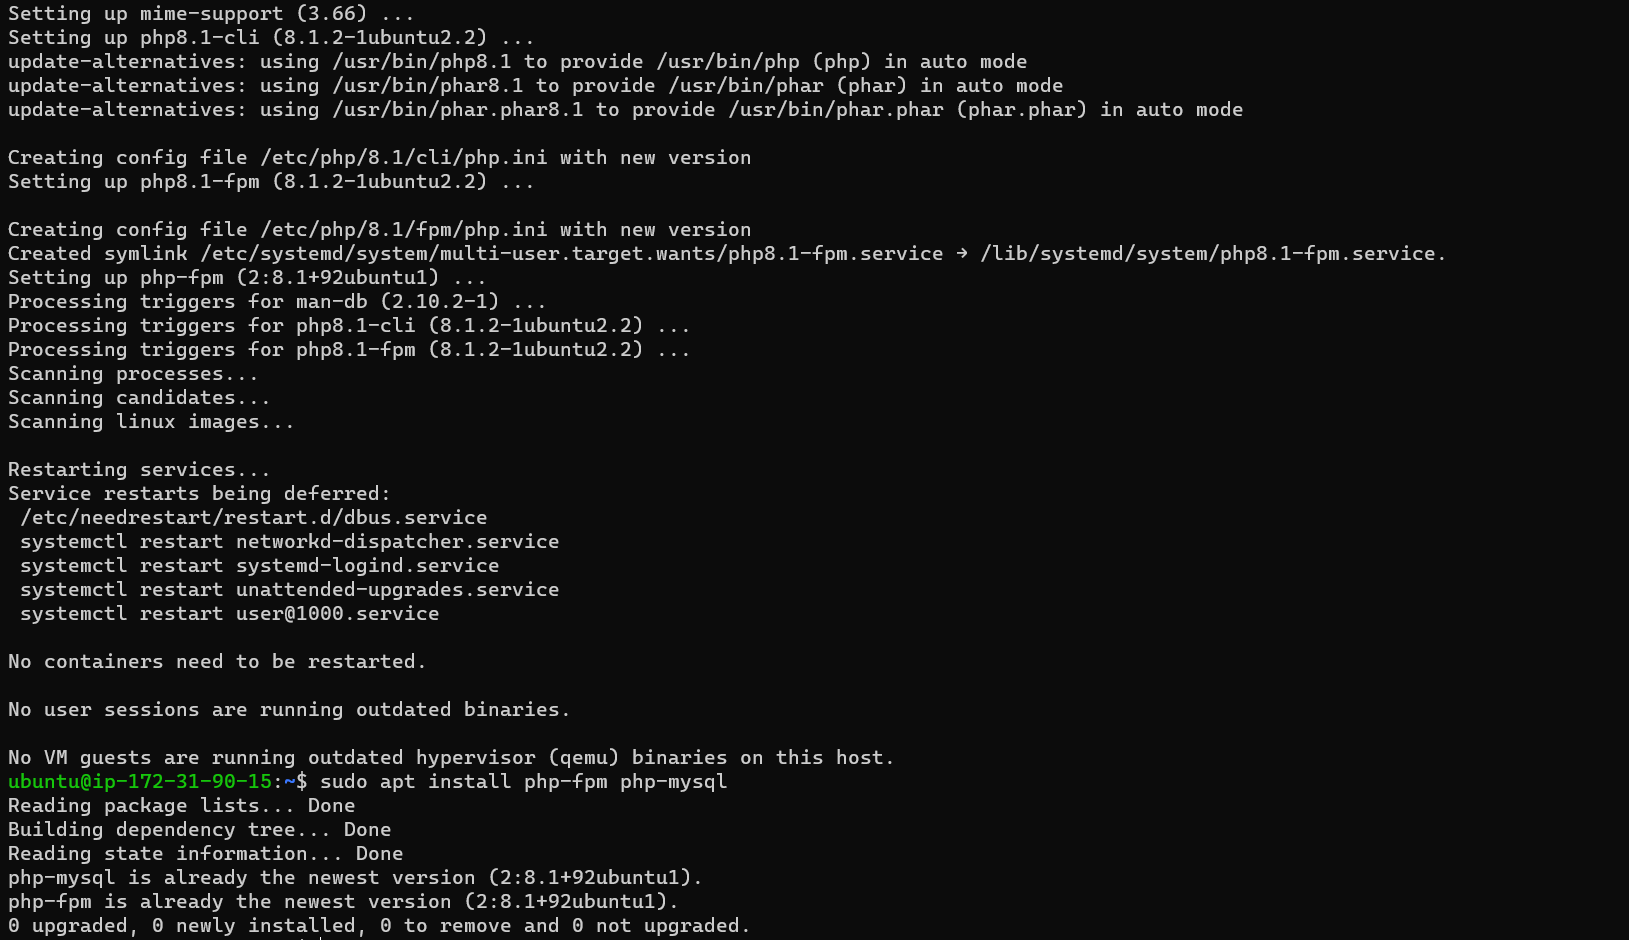 Setting up mime-support (3.66) ...
Setting up php8.1-cli (8.1.2-1ubuntu2.2) ...
update-alternatives: using /usr/bin/php8.1 to provide /usr/bin/php (php) in auto mode
update-alternatives: using /usr/bin/phar8.1 to provide /usr/bin/phar (phar) in auto mode
update-alternatives: using /usr/bin/phar.phar8.1 to provide /usr/bin/phar.phar (phar.phar) in auto mode
Creating config file /etc/php/8.1/cli/php.ini with new version
Setting up php8.1-fpm (8.1.2-1ubuntu2.2) ...
Creating config file /etc/php/8.1/fpm/php.ini with new version
Created symlink /etc/systemd/system/multi-user.target.wants/php8.1-fpm.service → /lib/systemd/system/php8.1-fpm.service.
Setting up php-fpm (2:8.1+92ubuntu1) ...
Processing triggers for man-db (2.10.2-1) ...
Processing triggers for php8.1-cli (8.1.2-1ubuntu2.2) ...
Processing triggers for php8.1-fpm (8.1.2-1ubuntu2.2) ...
Scanning processes...
Scanning candidates...
Scanning linux images...
Restarting services...
Service restarts being deferred:
 /etc/needrestart/restart.d/dbus.service
 systemctl restart networkd-dispatcher.service
 systemctl restart systemd-logind.service
 systemctl restart unattended-upgrades.service
 systemctl restart user@1000.service
No containers need to be restarted.
No user sessions are running outdated binaries.
No VM guests are running outdated hypervisor (qemu) binaries on this host.
ubuntu@ip-172-31-90-15:~$ sudo apt install php-fpm php-mysql
Reading package lists... Done
Building dependency tree... Done
Reading state information... Done
php-mysql is already the newest version (2:8.1+92ubuntu1).
php-fpm is already the newest version (2:8.1+92ubuntu1).
0 upgraded, 0 newly installed, 0 to remove and 0 not upgraded.